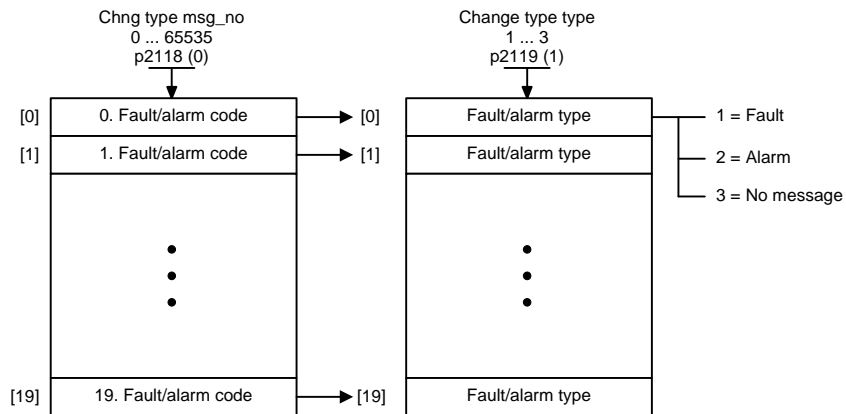 Chng type msg_no
0 ... 65535
p2118 (0)
Change type type
1 ... 3
p2119 (1)
[0] 0. Fault/alarm code [0] Fault/alarm type 1 = Fault
[1] 1. Fault/alarm code [1] Fault/alarm type 2 = Alarm
3 = No message
[19] 19. Fault/alarm code [19] Fault/alarm type